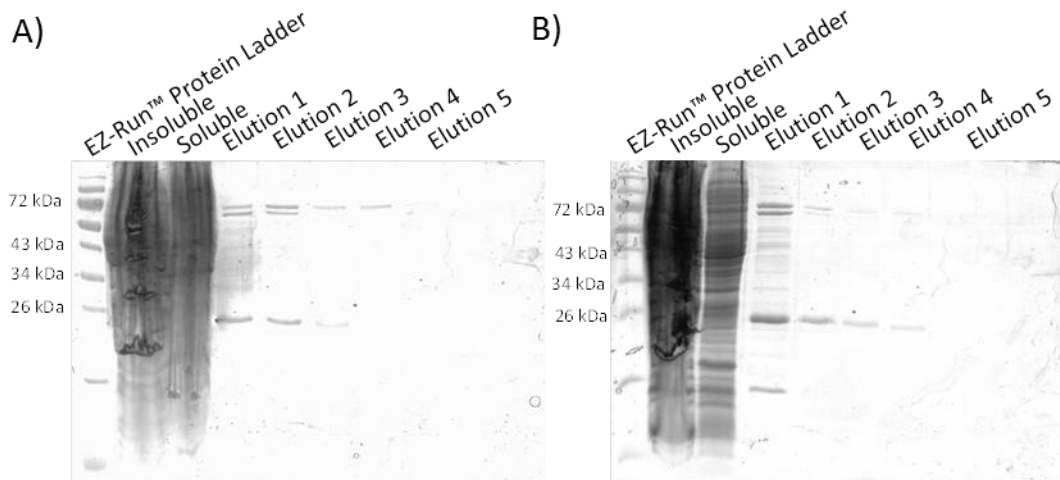 A)
EZ-Run™ Protein Ladder
Insoluble
Soluble
Elution 1
Elution 2
Elution 3
Elution 4
Elution 5
72 kDa
43 kDa
34 kDa
26 kDa
B)
EZ-Run™ Protein Ladder
Insoluble
Soluble
Elution 1
Elution 2
Elution 3
Elution 4
Elution 5
72 kDa
43 kDa
34 kDa
26 kDa